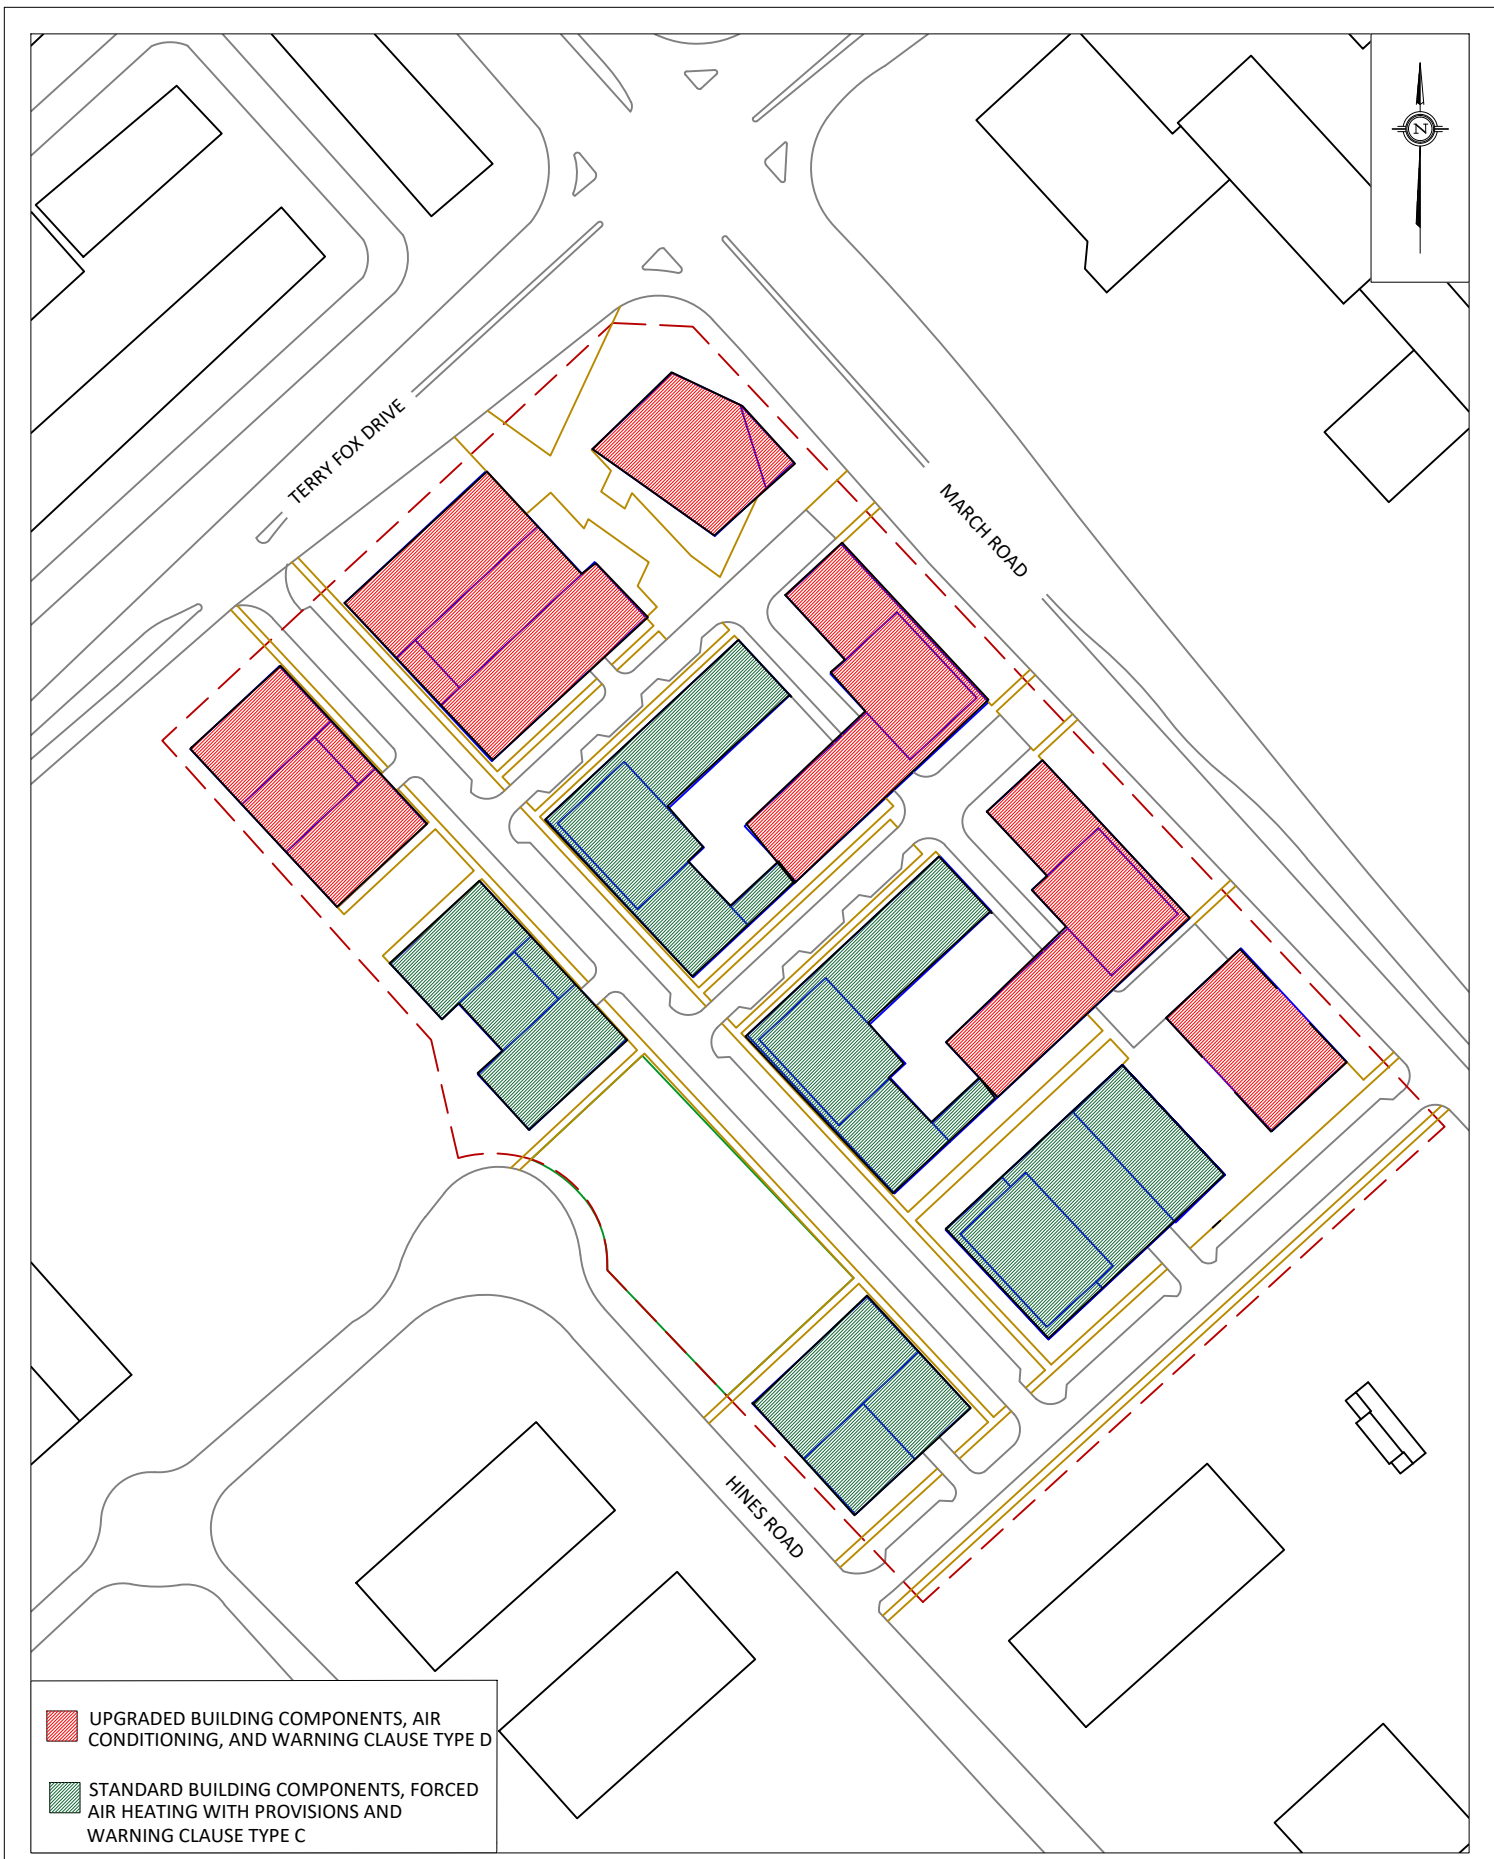 N
TERRY FOX DRIVE
MARCH ROAD
HINES ROAD
UPGRADED BUILDING COMPONENTS, AIR
CONDITIONING, AND WARNING CLAUSE TYPE D
STANDARD BUILDING COMPONENTS, FORCED
AIR HEATING WITH PROVISIONS AND
WARNING CLAUSE TYPE C